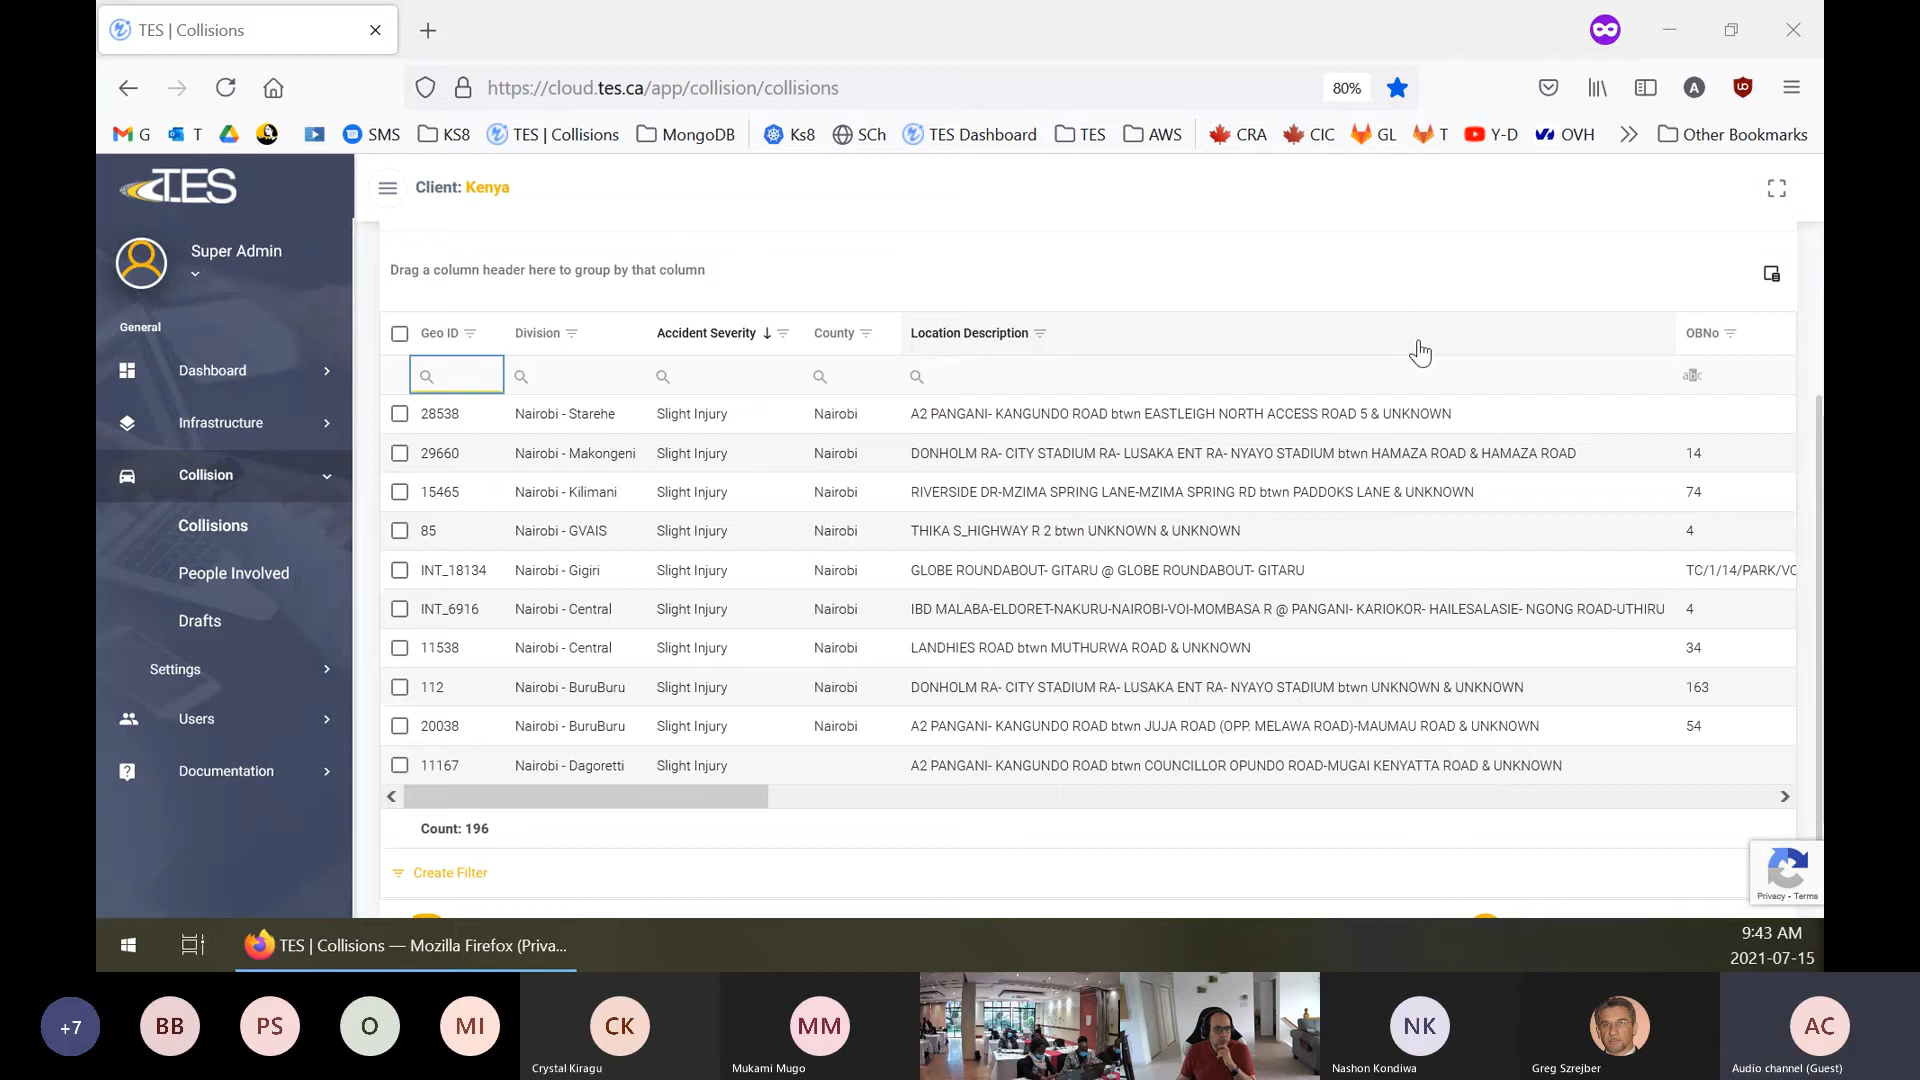 TES | Collisions
https://cloud.tes.ca/app/collision/collisions
80%
A
G
T
SMS
KS8
TES | Collisions
MongoDB
Ks8
SCh
TES Dashboard
TES
AWS
CRA
CIC
GL
T
Y-D
OVH
Other Bookmarks
TES
Client: Kenya
Super Admin
General
Dashboard
Infrastructure
Collision
Collisions
People Involved
Drafts
Settings
Users
Documentation
Drag a column header here to group by that column
Geo ID Division Accident Severity County Location Description OBNo
28538 Nairobi - Starehe Slight Injury Nairobi A2 PANGANI- KANGUNDO ROAD btwn EASTLEIGH NORTH ACCESS ROAD 5 & UNKNOWN
29660 Nairobi - Makongeni Slight Injury Nairobi DONHOLM RA- CITY STADIUM RA- LUSAKA ENT RA- NYAYO STADIUM btwn HAMAZA ROAD & HAMAZA ROAD 14
15465 Nairobi - Kilimani Slight Injury Nairobi RIVERSIDE DR-MZIMA SPRING LANE-MZIMA SPRING RD btwn PADDOKS LANE & UNKNOWN 74
85 Nairobi - GVAIS Slight Injury Nairobi THIKA S_HIGHWAY R 2 btwn UNKNOWN & UNKNOWN 4
INT_18134 Nairobi - Gigiri Slight Injury Nairobi GLOBE ROUNDABOUT- GITARU @ GLOBE ROUNDABOUT- GITARU TC/1/14/PARK/VC
INT_6916 Nairobi - Central Slight Injury Nairobi IBD MALABA-ELDORET-NAKURU-NAIROBI-VOI-MOMBASA R @ PANGANI- KARIOKOR- HAILESALASIE- NGONG ROAD-UTHIRU 4
11538 Nairobi - Central Slight Injury Nairobi LANDHIES ROAD btwn MUTHURWA ROAD & UNKNOWN 34
112 Nairobi - BuruBuru Slight Injury Nairobi DONHOLM RA- CITY STADIUM RA- LUSAKA ENT RA- NYAYO STADIUM btwn UNKNOWN & UNKNOWN 163
20038 Nairobi - BuruBuru Slight Injury Nairobi A2 PANGANI- KANGUNDO ROAD btwn JUJA ROAD (OPP. MELAWA ROAD)-MAUMAU ROAD & UNKNOWN 54
11167 Nairobi - Dagoretti Slight Injury A2 PANGANI- KANGUNDO ROAD btwn COUNCILLOR OPUNDO ROAD-MUGAI KENYATTA ROAD & UNKNOWN
Count: 196
Create Filter
Privacy - Terms
TES | Collisions — Mozilla Firefox (Priva...
9:43 AM
2021-07-15
+7
BB
PS
O
MI
CK
Crystal Kiragu
MM
Mukami Mugo
NK
Nashon Kondiwa
Greg Szrejber
AC
Audio channel (Guest)